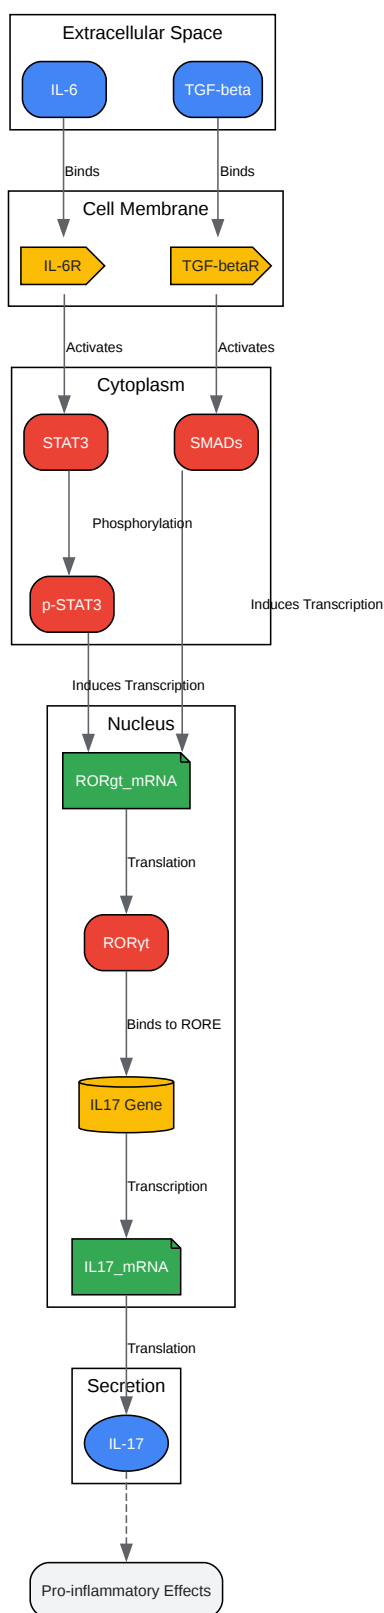 Extracellular Space
IL-6
TGF-beta
Binds
Binds
Cell Membrane
IL-6R
TGF-betaR
Activates
Activates
Cytoplasm
STAT3
SMADs
Phosphorylation
p-STAT3
Induces Transcription
Induces Transcription
Nucleus
RORgt_mRNA
Translation
RORγt
Binds to RORE
IL17 Gene
Transcription
IL17_mRNA
Translation
Secretion
IL-17
Pro-inflammatory Effects